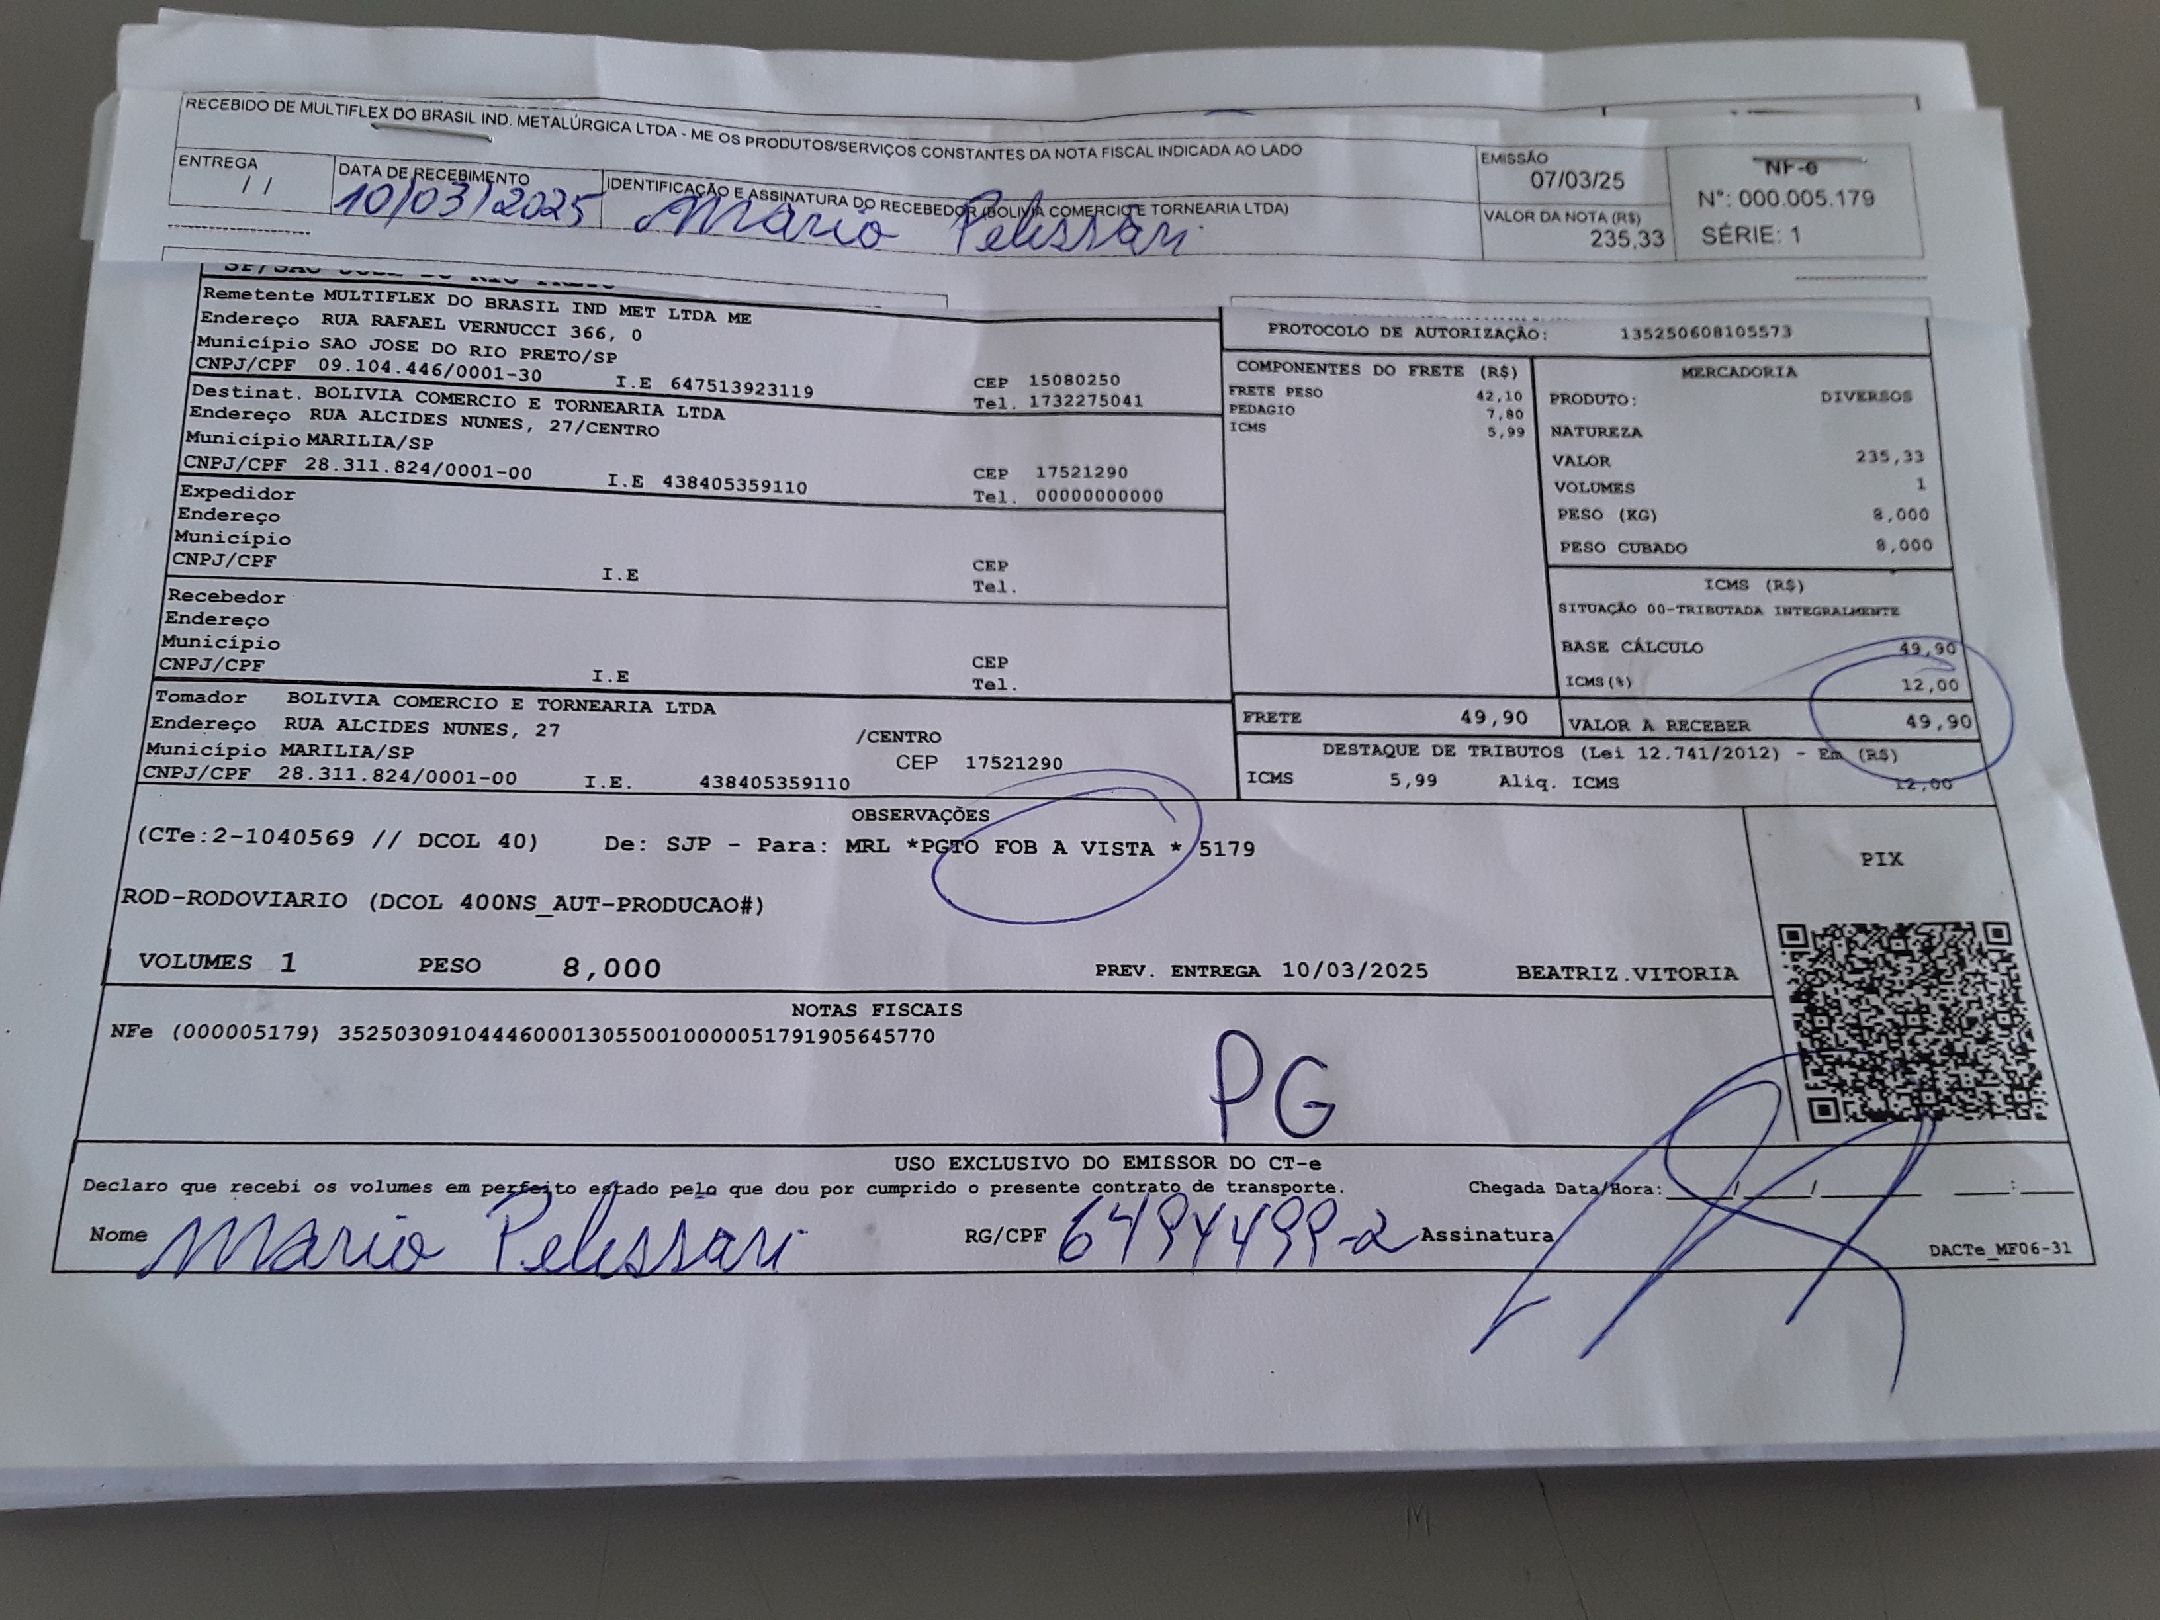 RECEBIDO DE MULTIFLEX DO BRASIL IND. METALÚRGICA LTDA - ME OS PRODUTOS/SERVIÇOS CONSTANTES DA NOTA FISCAL INDICADA AO LADO
ENTREGA
/ /
DATA DE RECEBIMENTO
10/03/2025
IDENTIFICAÇÃO E ASSINATURA DO RECEBEDOR (BOLIVIA COMERCIO E TORNEARIA LTDA)
Mario Pelissari
EMISSÃO
07/03/25
VALOR DA NOTA (R$)
235,33
NF-e
N°: 000.005.179
SÉRIE: 1
Remetente MULTIFLEX DO BRASIL IND MET LTDA ME
Endereço RUA RAFAEL VERNUCCI 366, 0
Município SAO JOSE DO RIO PRETO/SP
CNPJ/CPF 09.104.446/0001-30 I.E 647513923119
CEP 15080250
Tel. 1732275041
Destinat. BOLIVIA COMERCIO E TORNEARIA LTDA
Endereço RUA ALCIDES NUNES, 27/CENTRO
Município MARILIA/SP
CNPJ/CPF 28.311.824/0001-00 I.E 438405359110
CEP 17521290
Tel. 00000000000
Expedidor
Endereço
Município
CNPJ/CPF I.E
CEP
Tel.
Recebedor
Endereço
Município
CNPJ/CPF I.E
CEP
Tel.
Tomador BOLIVIA COMERCIO E TORNEARIA LTDA
Endereço RUA ALCIDES NUNES, 27 /CENTRO
Município MARILIA/SP CEP 17521290
CNPJ/CPF 28.311.824/0001-00 I.E. 438405359110
PROTOCOLO DE AUTORIZAÇÃO: 135250608105573
COMPONENTES DO FRETE (R$)
FRETE PESO 42,10
PEDAGIO 7,80
ICMS 5,99
MERCADORIA
PRODUTO: DIVERSOS
NATUREZA
VALOR 235,33
VOLUMES 1
PESO (KG) 8,000
PESO CUBADO 8,000
ICMS (R$)
SITUAÇÃO 00-TRIBUTADA INTEGRALMENTE
BASE CÁLCULO 49,90
ICMS(%) 12,00
FRETE 49,90
VALOR A RECEBER 49,90
DESTAQUE DE TRIBUTOS (Lei 12.741/2012) - Em (R$)
ICMS 5,99 Aliq. ICMS 12,00
OBSERVAÇÕES
(CTe:2-1040569 // DCOL 40) De: SJP - Para: MRL *PGTO FOB A VISTA * 5179
ROD-RODOVIARIO (DCOL 400NS_AUT-PRODUCAO#)
VOLUMES 1 PESO 8,000 PREV. ENTREGA 10/03/2025 BEATRIZ.VITORIA
PIX
NOTAS FISCAIS
NFe (000005179) 35250309104446000130550010000051791905645770
PG
USO EXCLUSIVO DO EMISSOR DO CT-e
Declaro que recebi os volumes em perfeito estado pelo que dou por cumprido o presente contrato de transporte. Chegada Data/Hora:____/____/______ ___:___
Nome Mario Pelissari RG/CPF 6494499-2 Assinatura
DACTe_MF06-31